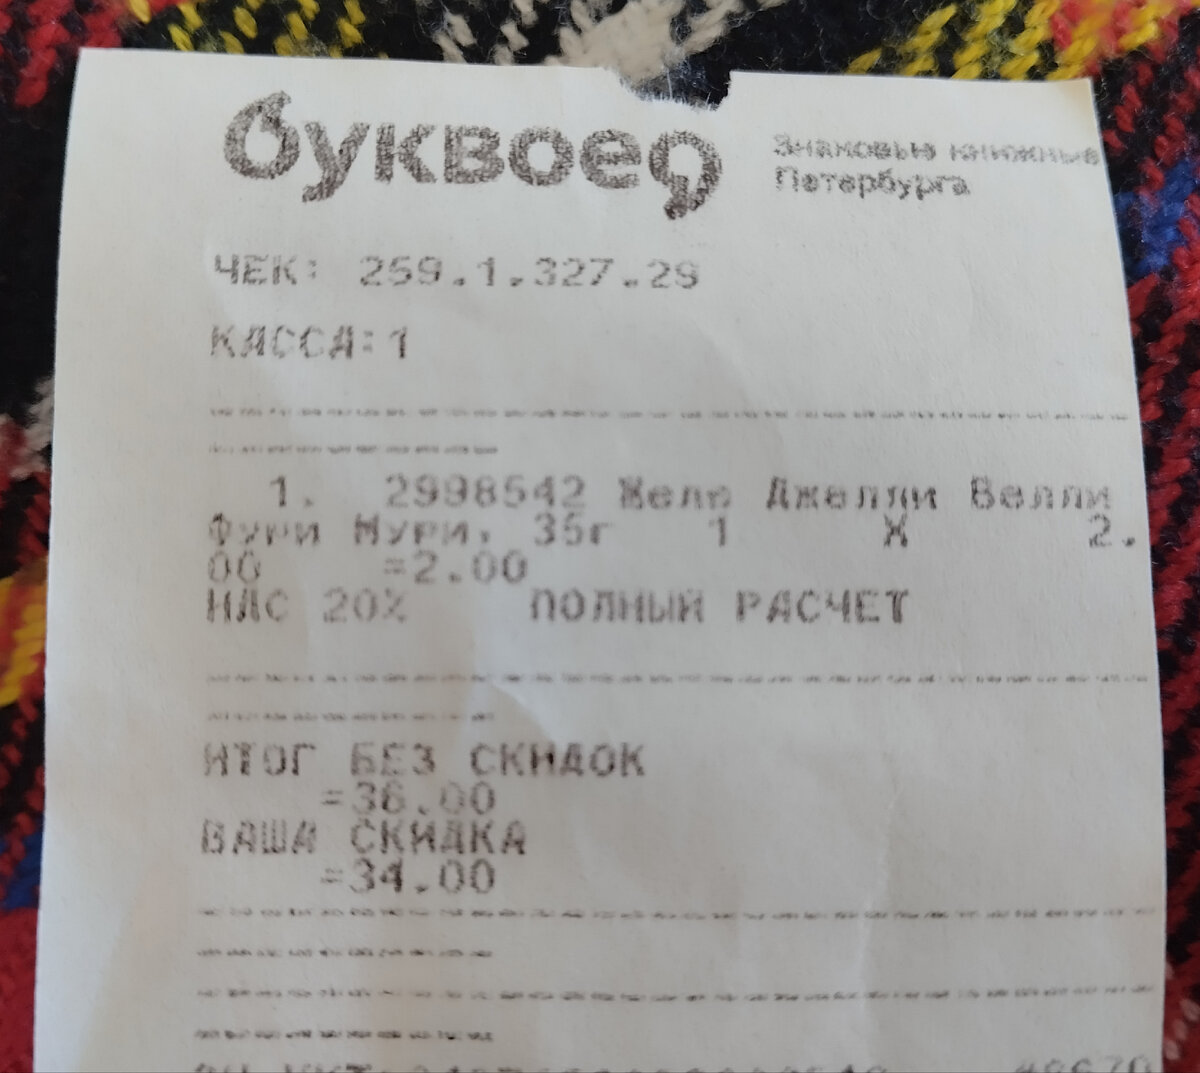 буквоед
Знаковые книжные
Петербурга
ЧЕК: 259.1.327.29
КАССА:1
1. 2998542 Желе Джелли Велли
Фури Мури, 35г 1 X 2.
00 =2.00
НДС 20% ПОЛНЫЙ РАСЧЕТ
ИТОГ БЕЗ СКИДОК
=36.00
ВАША СКИДКА
=34.00